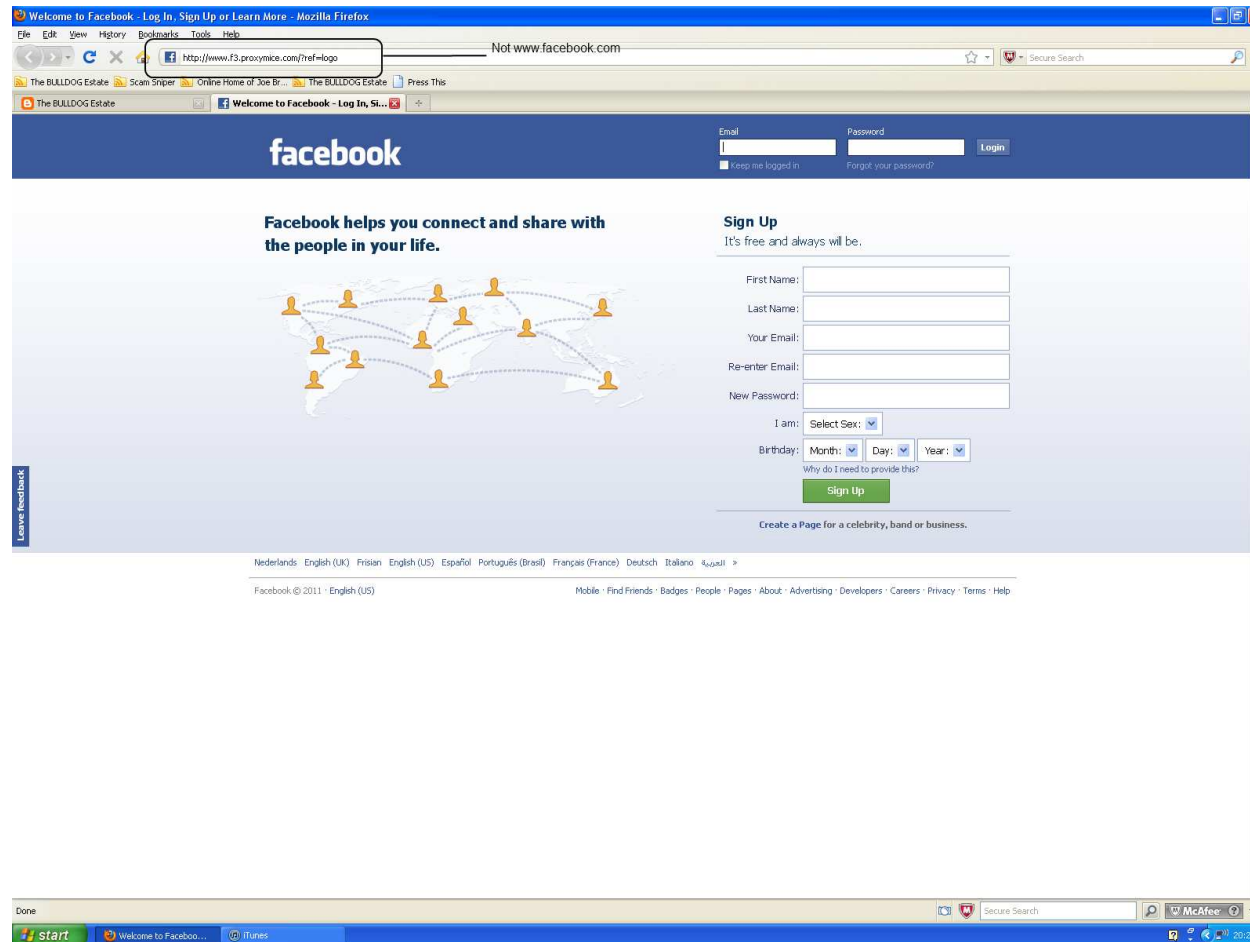 Welcome to Facebook - Log In, Sign Up or Learn More - Mozilla Firefox
File Edit View History Bookmarks Tools Help
http://www.f3.proxymice.com/?ref=logo
Not www.facebook.com
Secure Search
The BULLDOG Estate Scam Sniper Online Home of Joe Br... The BULLDOG Estate Press This
The BULLDOG Estate Welcome to Facebook - Log In, Si...
facebook
Email Password
Login
Keep me logged in Forgot your password?
Facebook helps you connect and share with
the people in your life.
Sign Up
It's free and always will be.
First Name:
Last Name:
Your Email:
Re-enter Email:
New Password:
I am: Select Sex:
Birthday: Month: Day: Year:
Why do I need to provide this?
Sign Up
Create a Page for a celebrity, band or business.
Leave feedback
Nederlands English (UK) Frisian English (US) Español Português (Brasil) Français (France) Deutsch Italiano العربية »
Facebook © 2011 · English (US)
Mobile · Find Friends · Badges · People · Pages · About · Advertising · Developers · Careers · Privacy · Terms · Help
Done
Secure Search
McAfee
start Welcome to Faceboo... iTunes